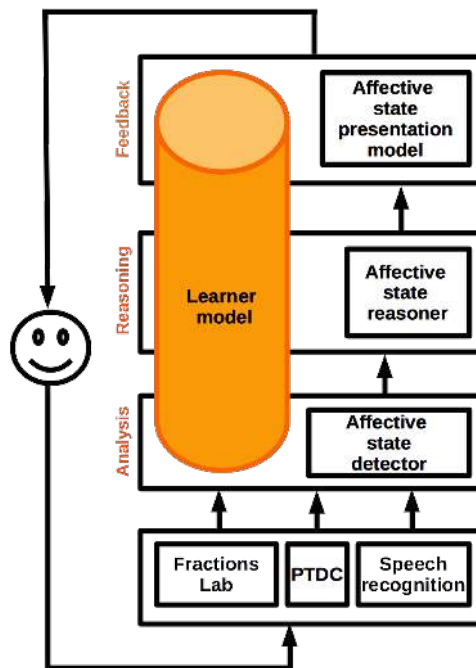 Feedback
Affective
state
presentation
model
Reasoning
Learner
model
Affective
state
reasoner
Analysis
Affective
state
detector
Fractions
Lab
PTDC
Speech
recognition